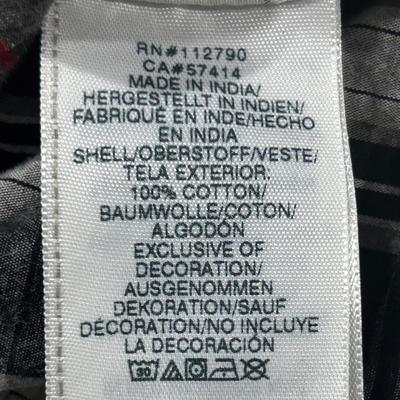 RN#112790
CA#57414
MADE IN INDIA/
HERGESTELLT IN INDIEN/
FABRIQUÉ EN INDE/HECHO
EN INDIA
SHELL/OBERSTOFF/VESTE/
TELA EXTERIOR:
100% COTTON/
BAUMWOLLE/COTON/
ALGODÓN
EXCLUSIVE OF
DECORATION/
AUSGENOMMEN
DEKORATION/SAUF
DÉCORATION/NO INCLUYE
LA DECORACIÓN
30